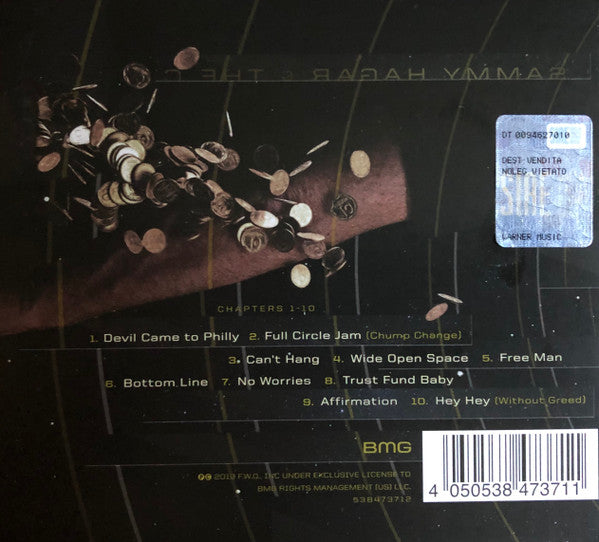 SAMMY HAGAR & THE C
DT 0094627010
DEST VENDITA
NOLEG VIETATO
SIAE
WARNER MUSIC
CHAPTERS 1-10
1. Devil Came to Philly 2. Full Circle Jam (Chump Change)
3. Can't Hang 4. Wide Open Space 5. Free Man
6. Bottom Line 7. No Worries 8. Trust Fund Baby
9. Affirmation 10. Hey Hey (Without Greed)
BMG
℗© 2019 F.W.O., INC UNDER EXCLUSIVE LICENSE TO
BMG RIGHTS MANAGEMENT (US) LLC.
538473712
4 050538 473711